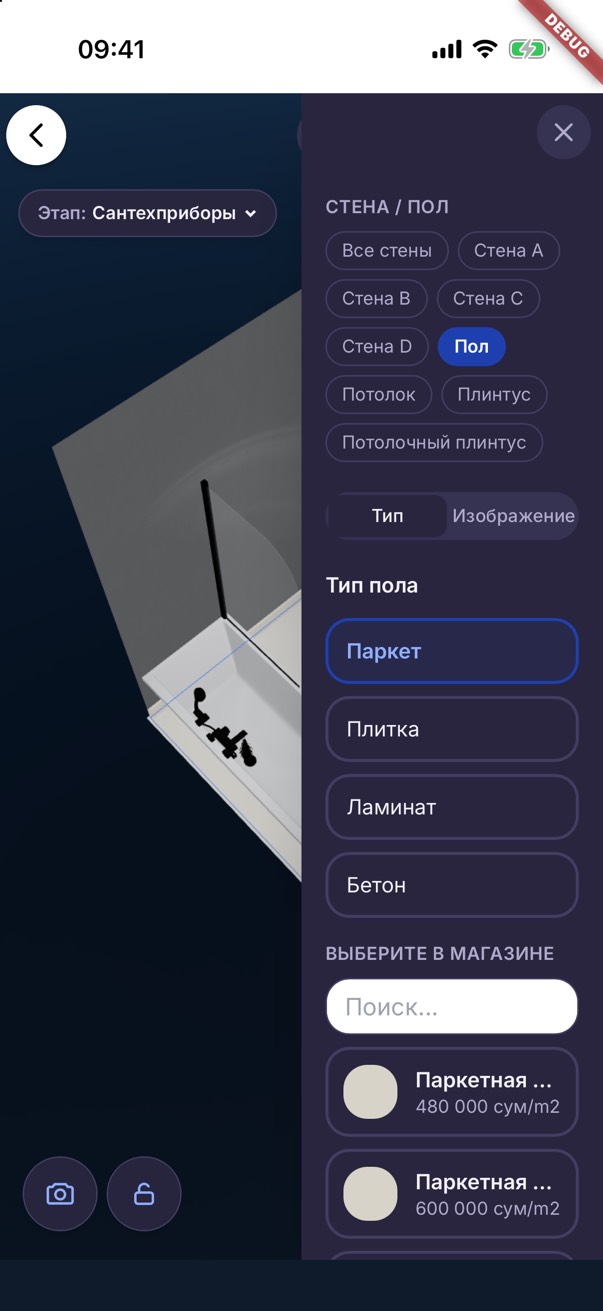 09:41
DEBUG
Этап: Сантехприборы
СТЕНА / ПОЛ
Все стены
Стена A
Стена B
Стена C
Стена D
Пол
Потолок
Плинтус
Потолочный плинтус
Тип
Изображение
Тип пола
Паркет
Плитка
Ламинат
Бетон
ВЫБЕРИТЕ В МАГАЗИНЕ
Поиск...
Паркетная ...
480 000 сум/m2
Паркетная ...
600 000 сум/m2